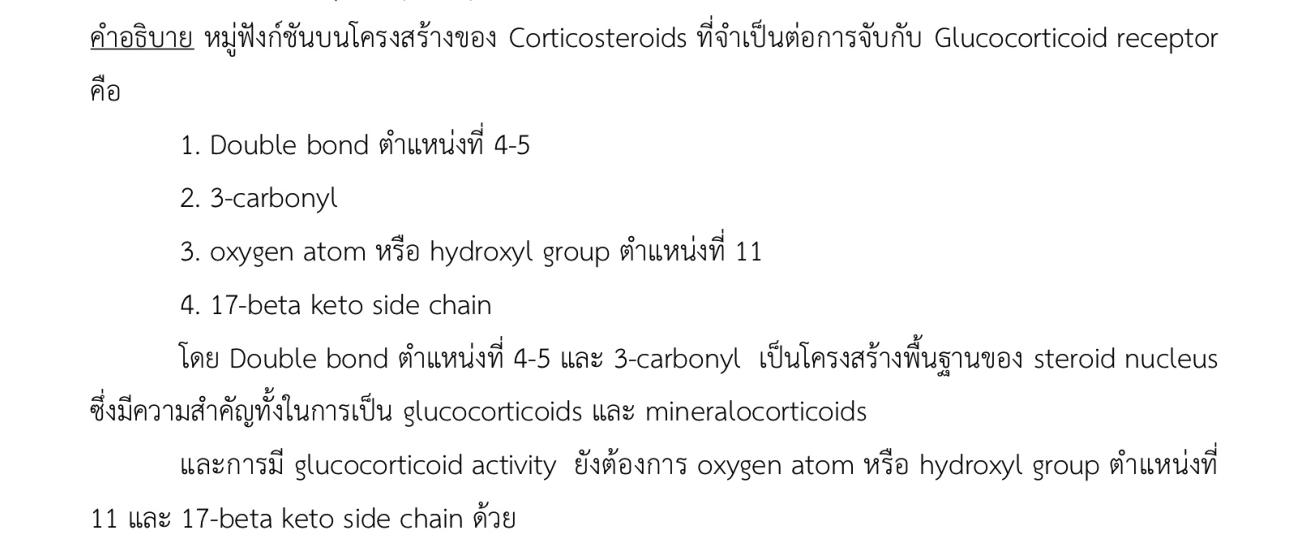 คำอธิบาย หมู่ฟังก์ชันบนโครงสร้างของ Corticosteroids ที่จำเป็นต่อการจับกับ Glucocorticoid receptor
คือ
1. Double bond ตำแหน่งที่ 4-5
2. 3-carbonyl
3. oxygen atom หรือ hydroxyl group ตำแหน่งที่ 11
4. 17-beta keto side chain
โดย Double bond ตำแหน่งที่ 4-5 และ 3-carbonyl เป็นโครงสร้างพื้นฐานของ steroid nucleus
ซึ่งมีความสำคัญทั้งในการเป็น glucocorticoids และ mineralocorticoids
และการมี glucocorticoid activity ยังต้องการ oxygen atom หรือ hydroxyl group ตำแหน่งที่
11 และ 17-beta keto side chain ด้วย